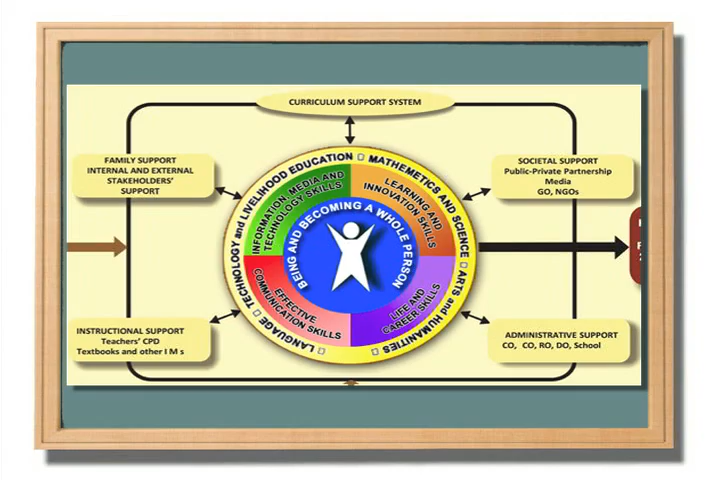 CURRICULUM SUPPORT SYSTEM
FAMILY SUPPORT
INTERNAL AND EXTERNAL
STAKEHOLDERS'
SUPPORT
SOCIETAL SUPPORT
Public-Private Partnership
Media
GO, NGOs
TECHNOLOGY and LIVELIHOOD EDUCATION
MATHEMETICS AND SCIENCE
ARTS and HUMANITIES
LANGUAGE
INFORMATION, MEDIA AND
TECHNOLOGY SKILLS
LEARNING AND
INNOVATION SKILLS
BEING AND BECOMING A WHOLE PERSON
EFFECTIVE
COMMUNICATION SKILLS
LIFE AND
CAREER SKILLS
INSTRUCTIONAL SUPPORT
Teachers' CPD
Textbooks and other I M s
ADMINISTRATIVE SUPPORT
CO, CO, RO, DO, School